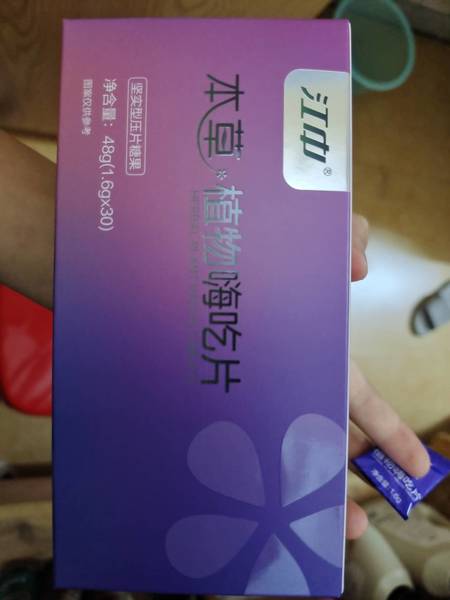 江中®
本草*植物嗨吃片
坚实型压片糖果
净含量：48g(1.6gx30)
图案仅供参考